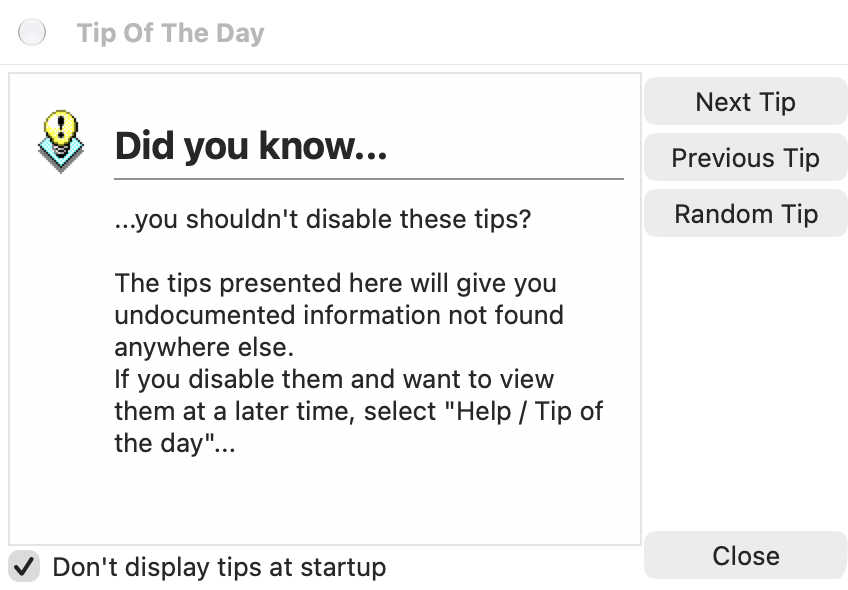 Tip Of The Day
Did you know...
...you shouldn't disable these tips?
The tips presented here will give you
undocumented information not found
anywhere else.
If you disable them and want to view
them at a later time, select "Help / Tip of
the day"...
Next Tip
Previous Tip
Random Tip
Don't display tips at startup
Close